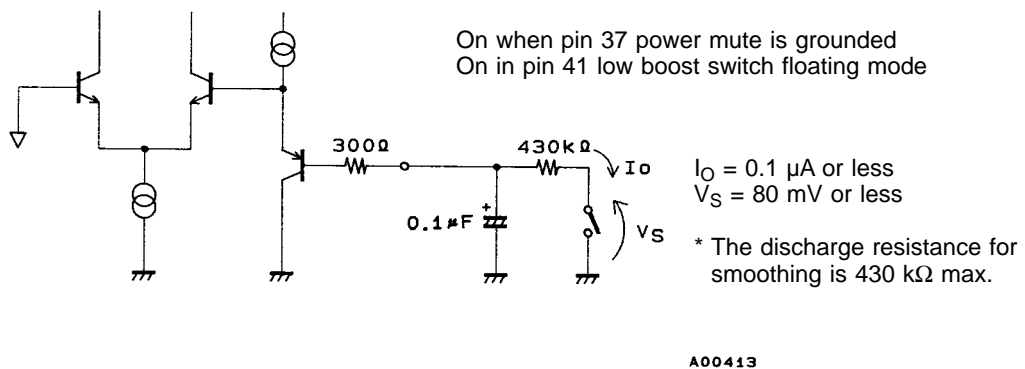 On when pin 37 power mute is grounded
On in pin 41 low boost switch floating mode
300Ω
430kΩ
Io
0.1µF
+
VS
IO = 0.1 µA or less
VS = 80 mV or less
* The discharge resistance for
smoothing is 430 kΩ max.
A00413